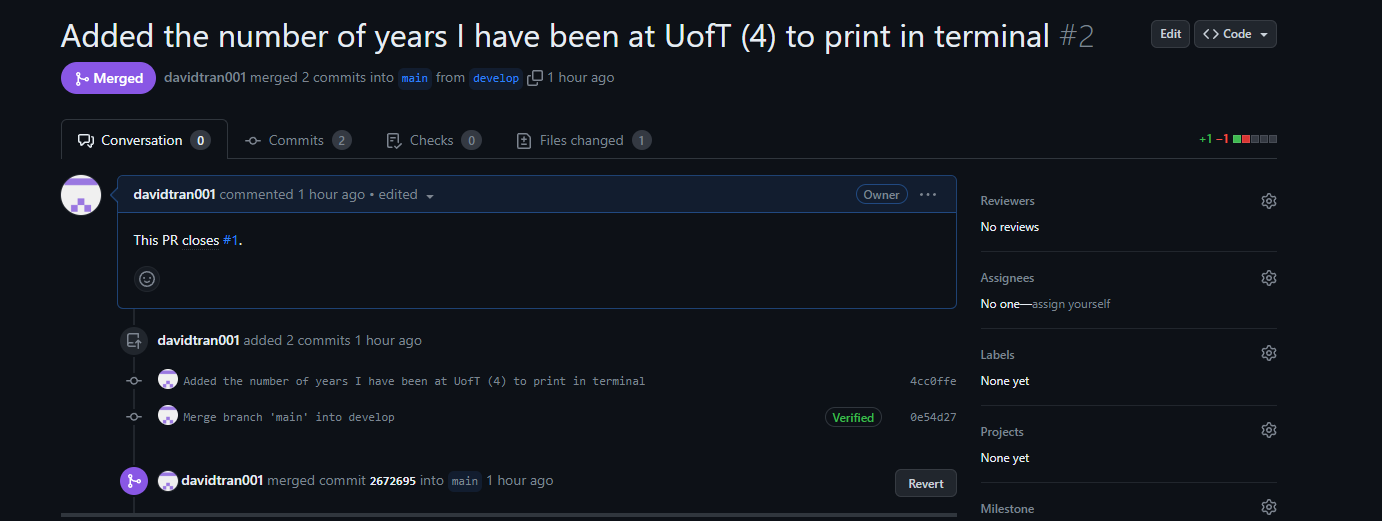 Added the number of years I have been at UofT (4) to print in terminal #2
Edit
<> Code
Merged
davidtran001 merged 2 commits into main from develop 1 hour ago
Conversation 0
Commits 2
Checks 0
Files changed 1
+1 −1
davidtran001 commented 1 hour ago • edited
Owner
This PR closes #1.
davidtran001 added 2 commits 1 hour ago
Added the number of years I have been at UofT (4) to print in terminal
4cc0ffe
Merge branch 'main' into develop
Verified
0e54d27
davidtran001 merged commit 2672695 into main 1 hour ago
Revert
Reviewers
No reviews
Assignees
No one—assign yourself
Labels
None yet
Projects
None yet
Milestone